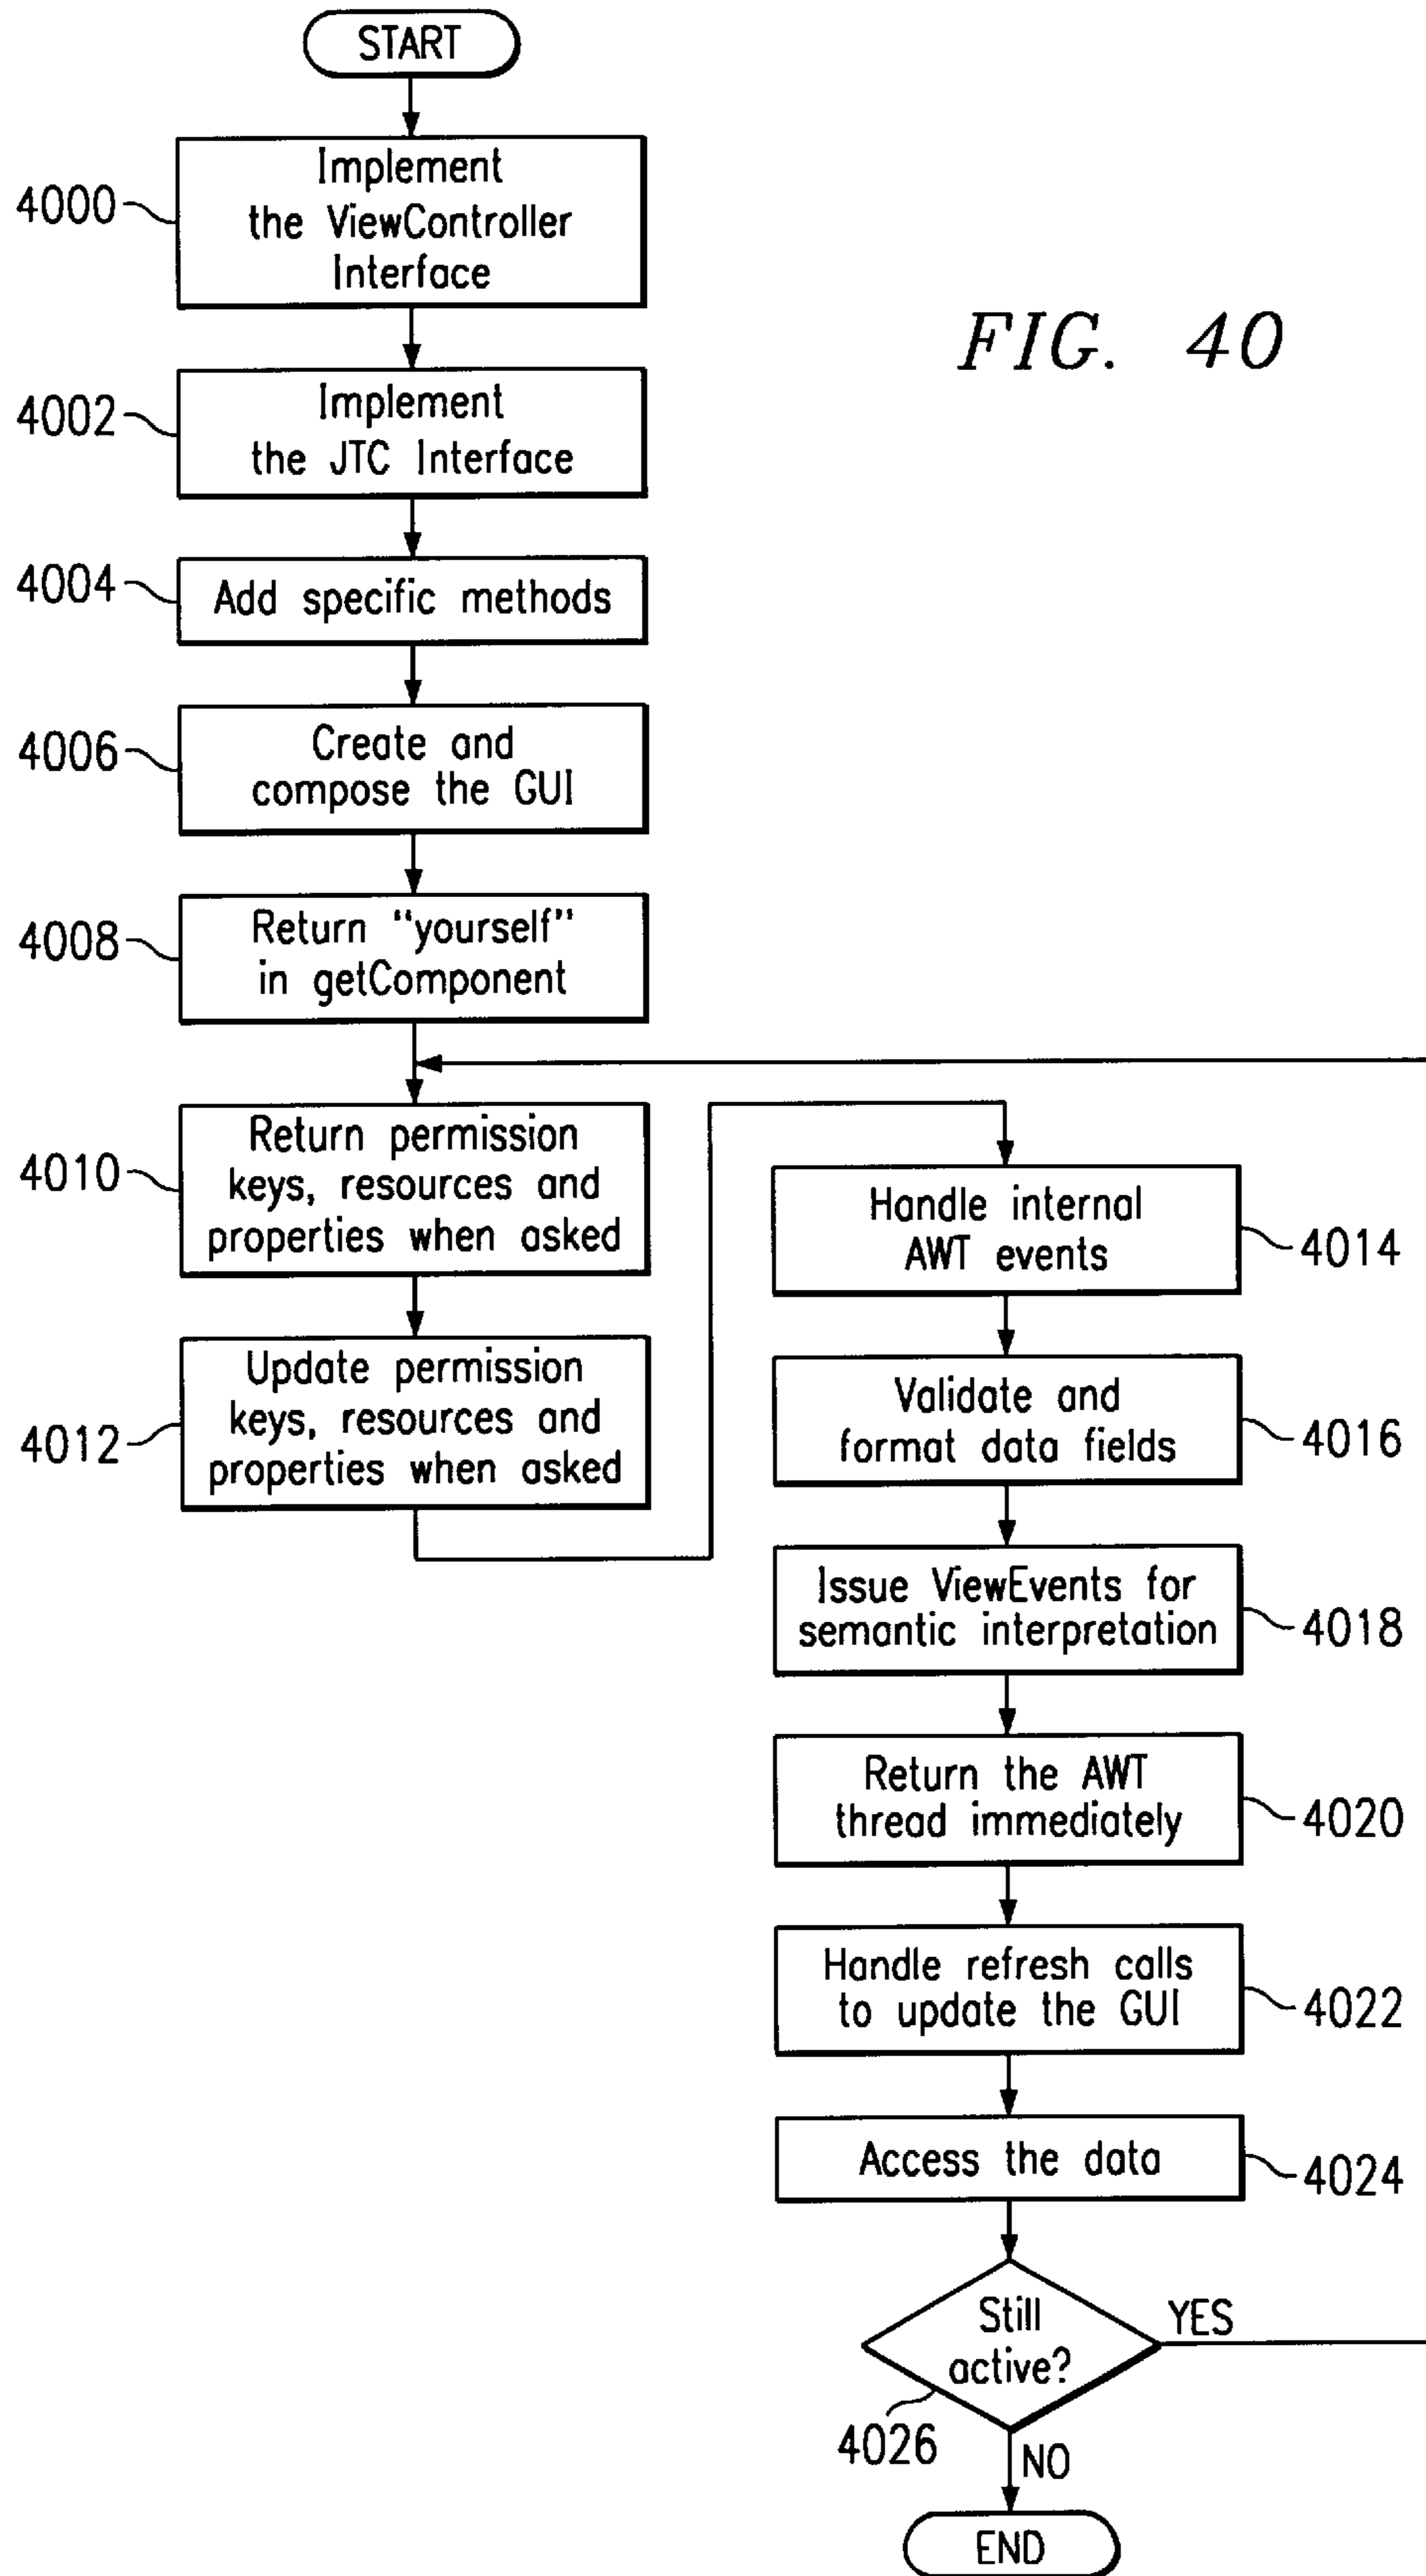 START
4000
Implement
the ViewController
Interface
FIG. 40
4002
Implement
the JTC Interface
4004
Add specific methods
4006
Create and
compose the GUI
4008
Return “yourself”
in getComponent
4010
Return permission
keys, resources and
properties when asked
4012
Update permission
keys, resources and
properties when asked
Handle internal
AWT events
4014
Validate and
format data fields
4016
Issue ViewEvents for
semantic interpretation
4018
Return the AWT
thread immediately
4020
Handle refresh calls
to update the GUI
4022
Access the data
4024
Still
active?
YES
4026
NO
END